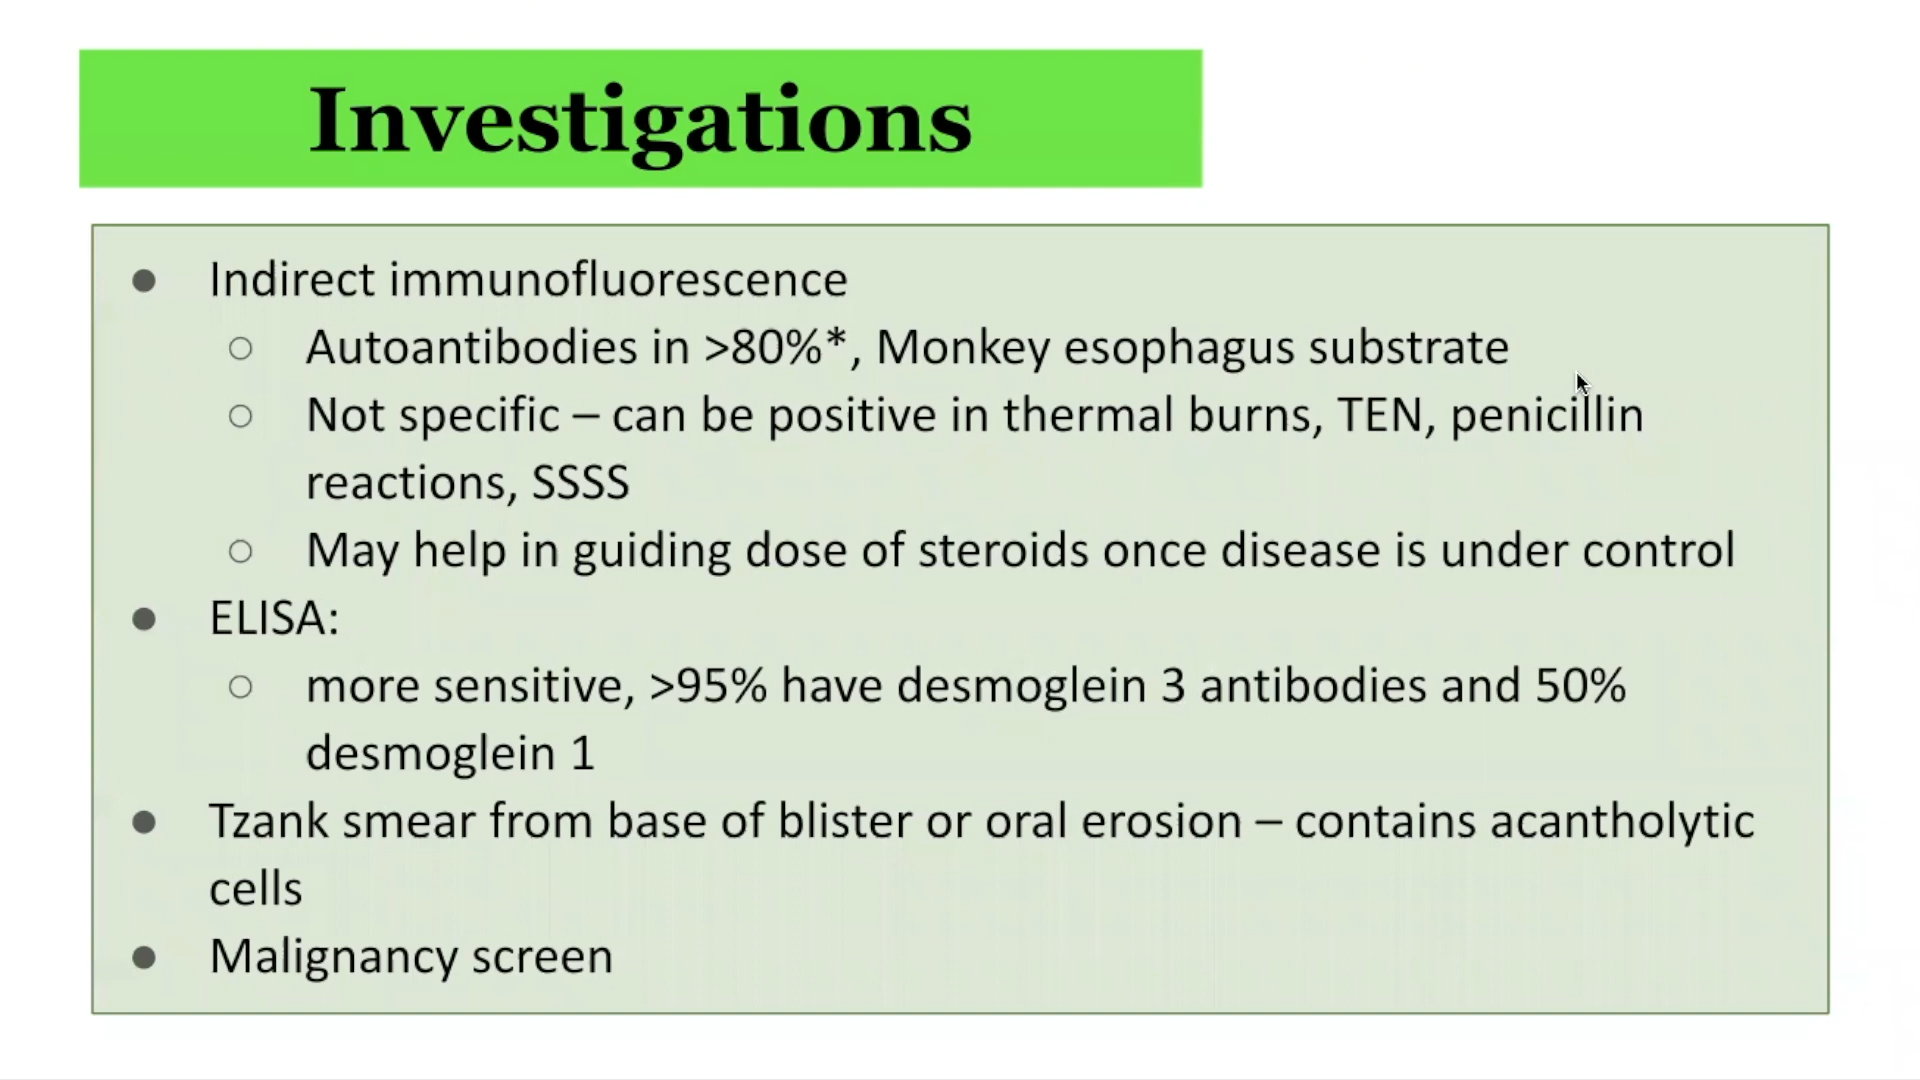 Investigations
● Indirect immunofluorescence
○ Autoantibodies in >80%*, Monkey esophagus substrate
○ Not specific – can be positive in thermal burns, TEN, penicillin
reactions, SSSS
○ May help in guiding dose of steroids once disease is under control
● ELISA:
○ more sensitive, >95% have desmoglein 3 antibodies and 50%
desmoglein 1
● Tzank smear from base of blister or oral erosion – contains acantholytic
cells
● Malignancy screen